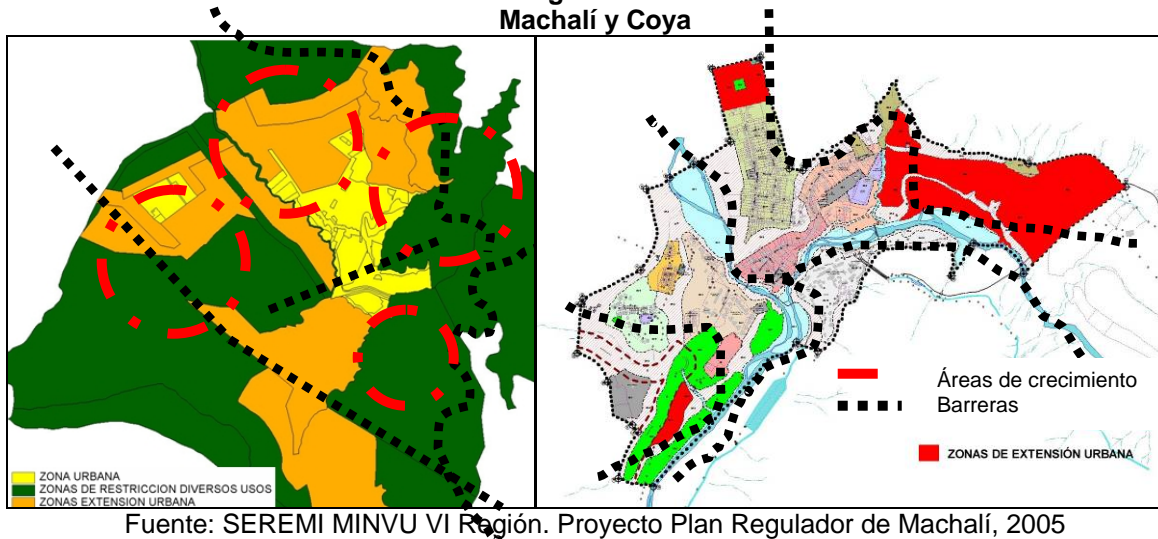 Machalí y Coya
ZONA URBANA
ZONAS DE RESTRICCION DIVERSOS USOS
ZONAS EXTENSION URBANA
Áreas de crecimiento
Barreras
ZONAS DE EXTENSIÓN URBANA
Fuente: SEREMI MINVU VI Región. Proyecto Plan Regulador de Machalí, 2005